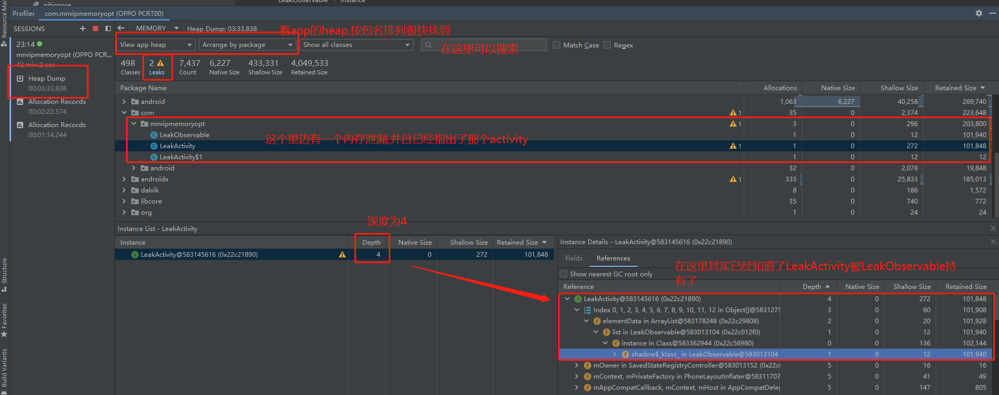 .gitignore
LeakObservable
instance
Profiler
com.mnvipmemoryopt (OPPO PCRT00)
Resource Man
SESSIONS
MEMORY
Heap Dump: 03:33.838
看app的heap,按包名排列很快找到
23:14
mnvipmemoryopt (OPPO PCR...
42 min 2 sec
Heap Dump
00:03:33.838
Allocation Records
00:02:22.574
Allocation Records
00:01:14.244
View app heap
Arrange by package
Show all classes
在这里可以搜索
Match Case
Regex
498 2 7,437 6,227 433,331 4,049,533
Classes Leaks Count Native Size Shallow Size Retained Size
Package Name Allocations Native Size Shallow Size Retained Size
android 1,063 6,227 40,258 269,740
com 1 35 0 2,374 223,648
mnvipmemoryopt 1 3 0 296 203,800
LeakObservable 1 0 12 101,940
LeakActivity 1 1 0 272 101,848
LeakActivity$1 1 0 12 12
这个里边有一个内存泄漏,并且已经指出了那个activity
android 32 0 2,078 19,848
androidx 1 333 0 25,833 185,013
dalvik 8 0 186 1,572
libcore 35 0 740 772
org 1 0 24 24
深度为4
Instance List - LeakActivity
Instance Depth Native Size Shallow Size Retained Size
LeakActivity@583145616 (0x22c21890) 4 0 272 101,848
Instance Details - LeakActivity@583145616 (0x22c21890)
Fields References
在这里其实已经知道了LeakActivity被LeakObservable持
有了
Show nearest GC root only
Reference Depth Native Size Shallow Size Retained Size
LeakActivity@583145616 (0x22c21890) 4 0 272 101,848
Index 0, 1, 2, 3, 4, 5, 6, 7, 8, 9, 10, 11, 12 in Object[]@5831275 3 0 60 101,908
elementData in ArrayList@583178248 (0x22c29808) 2 0 20 101,928
list in LeakObservable@583013104 (0x22c012f0) 1 0 12 101,940
instance in Class@583362944 (0x22c56980) 0 0 136 102,144
shadow$_klass_ in LeakObservable@583013104 1 0 12 101,940
mOwner in SavedStateRegistryController@583013152 (0x22c 5 0 16 16
mContext, mPrivateFactory in PhoneLayoutInflater@58311707 5 0 41 49
mAppCompatCallback, mContext, mHost in AppCompatDeleg 5 0 147 805
Structure
Favorites
Build Variants